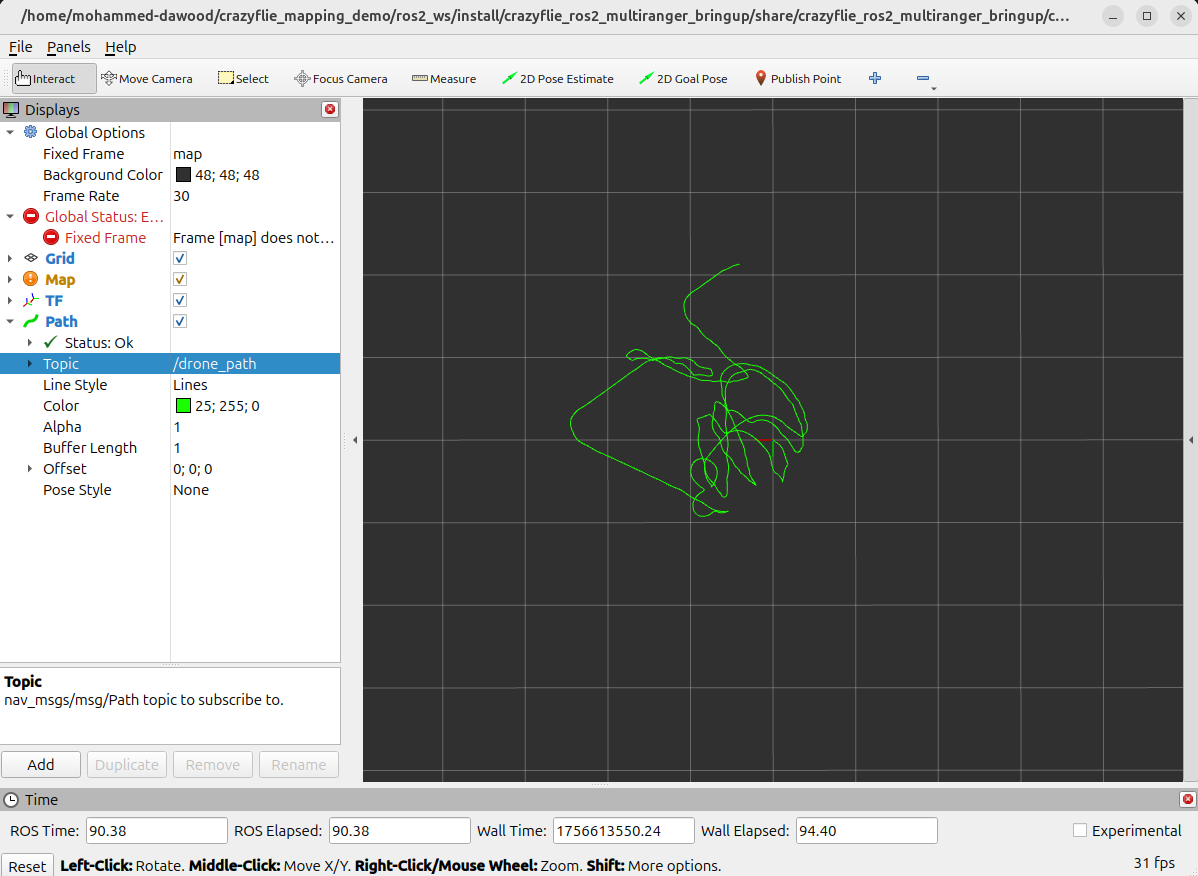 /home/mohammed-dawood/crazyflie_mapping_demo/ros2_ws/install/crazyflie_ros2_multiranger_bringup/share/crazyflie_ros2_multiranger_bringup/c...
File Panels Help
Interact Move Camera Select Focus Camera Measure 2D Pose Estimate 2D Goal Pose Publish Point
Displays
Global Options
Fixed Frame map
Background Color 48; 48; 48
Frame Rate 30
Global Status: E...
Fixed Frame Frame [map] does not...
Grid
Map
TF
Path
Status: Ok
Topic /drone_path
Line Style Lines
Color 25; 255; 0
Alpha 1
Buffer Length 1
Offset 0; 0; 0
Pose Style None
Topic
nav_msgs/msg/Path topic to subscribe to.
Add Duplicate Remove Rename
Time
ROS Time: 90.38 ROS Elapsed: 90.38 Wall Time: 1756613550.24 Wall Elapsed: 94.40 Experimental
Reset Left-Click: Rotate. Middle-Click: Move X/Y. Right-Click/Mouse Wheel: Zoom. Shift: More options. 31 fps